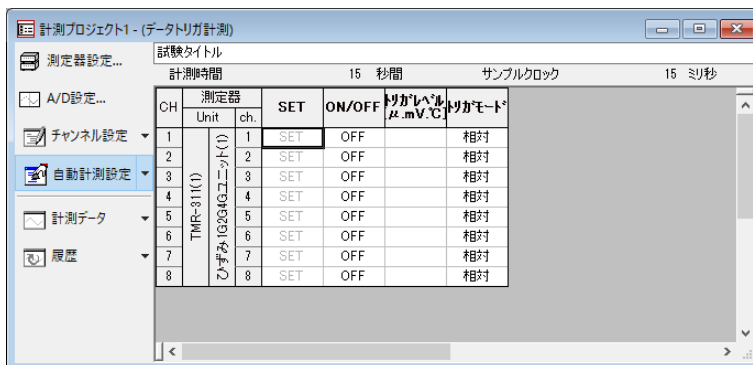 計測プロジェクト1 - (データトリガ計測)
測定器設定...
A/D設定...
チャンネル設定
自動計測設定
計測データ
履歴
試験タイトル
計測時間 15 秒間 サンプルクロック 15 ミリ秒
CH 測定器 SET ON/OFF トリガレベル トリガモード
Unit ch. [μ.mV.℃]
TMR-311(1)
ひずみ1G2G4Gユニット(1)
1 1 SET OFF 相対
2 2 SET OFF 相対
3 3 SET OFF 相対
4 4 SET OFF 相対
5 5 SET OFF 相対
6 6 SET OFF 相対
7 7 SET OFF 相対
8 8 SET OFF 相対